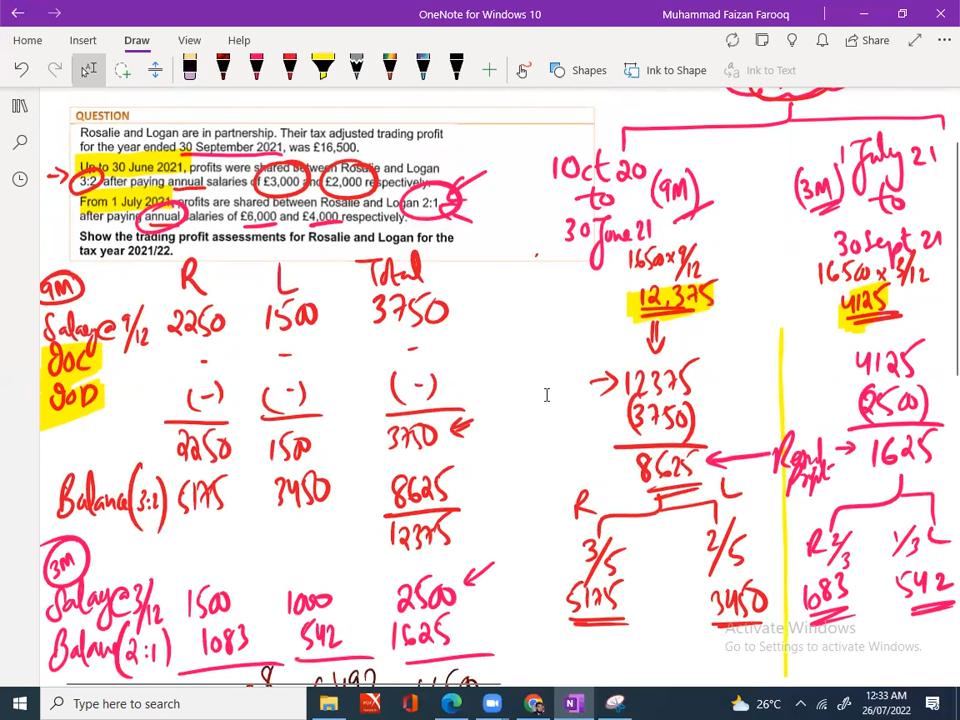 OneNote for Windows 10
Muhammad Faizan Farooq
Home Insert Draw View Help
Share
Shapes
Ink to Shape
Ink to Text
QUESTION
Rosalie and Logan are in partnership. Their tax adjusted trading profit
for the year ended 30 September 2021, was £16,500.
Up to 30 June 2021, profits were shared between Rosalie and Logan
3:2 after paying annual salaries of £3,000 and £2,000 respectively.
From 1 July 2021, profits are shared between Rosalie and Logan 2:1
after paying annual salaries of £6,000 and £4,000 respectively.
Show the trading profit assessments for Rosalie and Logan for the
tax year 2021/22.
1 Oct 20
to
30 June 21
(9M)
16500 x 9/12
12,375
12375
(3750)
8625
R L
3/5 2/5
5175 3450
(3M)
1 July 21
to
30 Sept 21
16500 x 3/12
4125
4125
(2500)
1625
R 2/3 1/3 L
1083 542
9M
R L Total
Salary @ 9/12 2250 1500 3750
IOC - - -
IOD (-) (-) (-)
2250 1500 3750
Balance (3:2) 5175 3450 8625
12375
3M
Salary @ 3/12 1500 1000 2500
Balance (2:1) 1083 542 1625
Activate Windows
Go to Settings to activate Windows.
Type here to search
26°C
12:33 AM
26/07/2022